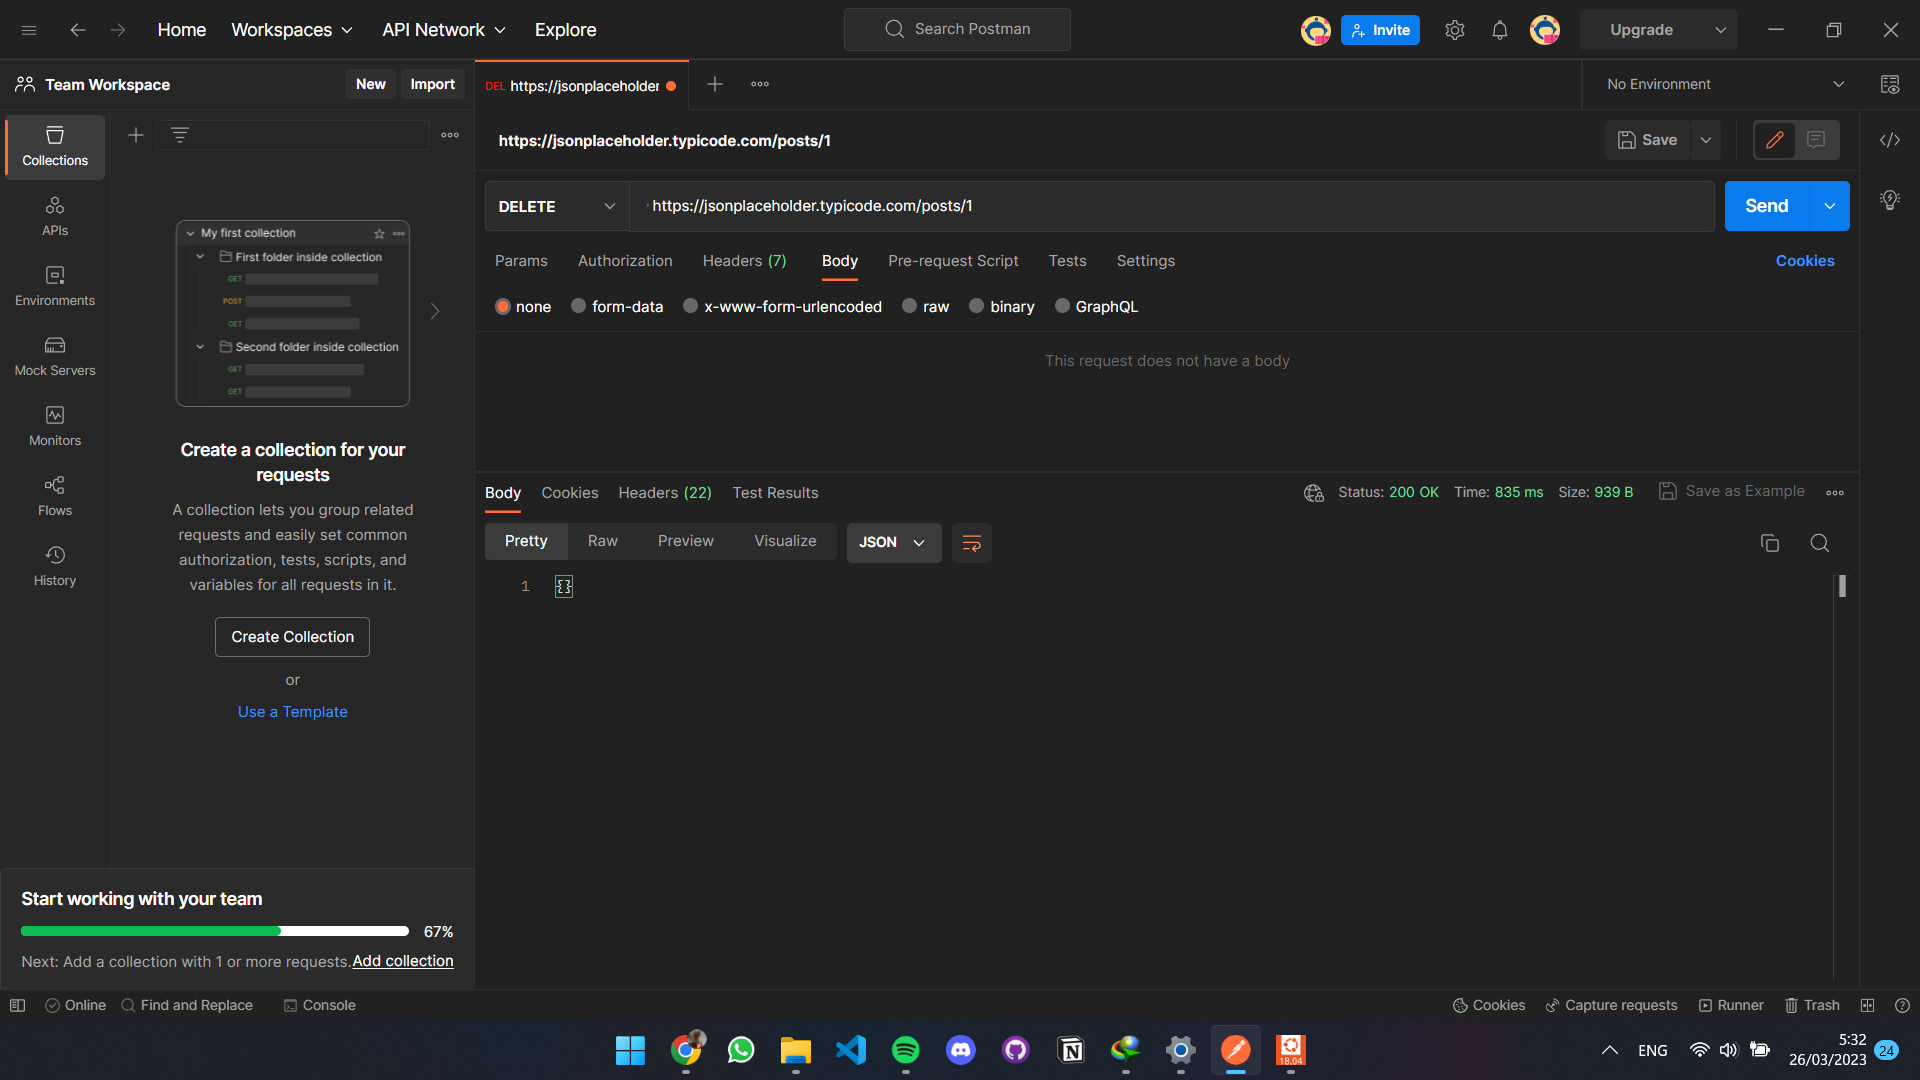 Home
Workspaces
API Network
Explore
Search Postman
Invite
Upgrade
Team Workspace
New
Import
DEL https://jsonplaceholder
No Environment
Collections
APIs
Environments
Mock Servers
Monitors
Flows
History
My first collection
First folder inside collection
GET
POST
GET
Second folder inside collection
GET
GET
Create a collection for your
requests
A collection lets you group related
requests and easily set common
authorization, tests, scripts, and
variables for all requests in it.
Create Collection
or
Use a Template
Start working with your team
67%
Next: Add a collection with 1 or more requests. Add collection
https://jsonplaceholder.typicode.com/posts/1
Save
DELETE
https://jsonplaceholder.typicode.com/posts/1
Send
Params
Authorization
Headers (7)
Body
Pre-request Script
Tests
Settings
Cookies
none
form-data
x-www-form-urlencoded
raw
binary
GraphQL
This request does not have a body
Body
Cookies
Headers (22)
Test Results
Status: 200 OK
Time: 835 ms
Size: 939 B
Save as Example
Pretty
Raw
Preview
Visualize
JSON
1 {}
Online
Find and Replace
Console
Cookies
Capture requests
Runner
Trash
18.04
ENG
5:32
26/03/2023
24